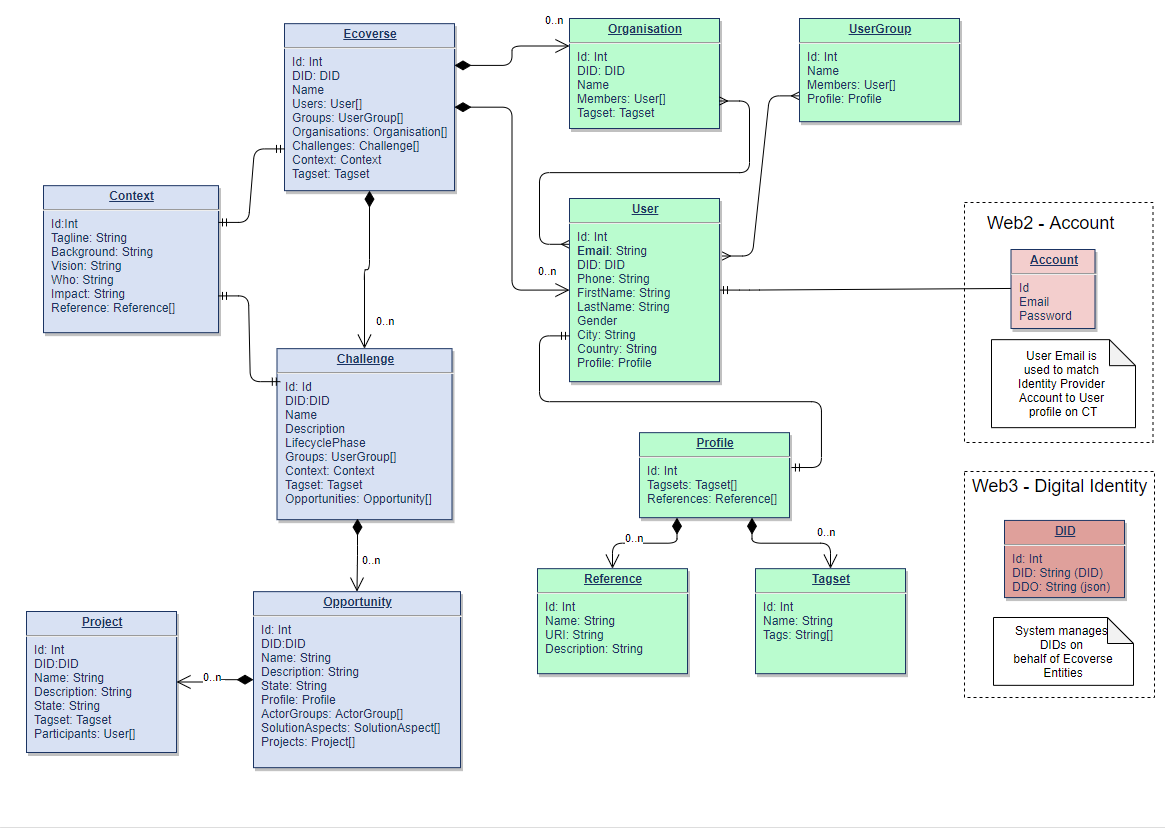 Ecoverse
Id: Int
DID: DID
Name
Users: User[]
Groups: UserGroup[]
Organisations: Organisation[]
Challenges: Challenge[]
Context: Context
Tagset: Tagset
0..n
Organisation
Id: Int
DID: DID
Name
Members: User[]
Tagset: Tagset
UserGroup
Id: Int
Name
Members: User[]
Profile: Profile
Context
Id:Int
Tagline: String
Background: String
Vision: String
Who: String
Impact: String
Reference: Reference[]
0..n
User
Id: Int
Email: String
DID: DID
Phone: String
FirstName: String
LastName: String
Gender
City: String
Country: String
Profile: Profile
Web2 - Account
Account
Id
Email
Password
User Email is
used to match
Identity Provider
Account to User
profile on CT
0..n
Challenge
Id: Id
DID:DID
Name
Description
LifecyclePhase
Groups: UserGroup[]
Context: Context
Tagset: Tagset
Opportunities: Opportunity[]
Profile
Id: Int
Tagsets: Tagset[]
References: Reference[]
Web3 - Digital Identity
DID
Id: Int
DID: String (DID)
DDO: String (json)
System manages
DIDs on
behalf of Ecoverse
Entities
0..n
0..n
0..n
Reference
Id: Int
Name: String
URI: String
Description: String
Tagset
Id: Int
Name: String
Tags: String[]
Opportunity
Id: Int
DID:DID
Name: String
Description: String
State: String
Profile: Profile
ActorGroups: ActorGroup[]
SolutionAspects: SolutionAspect[]
Projects: Project[]
0..n
Project
Id: Int
DID:DID
Name: String
Description: String
State: String
Tagset: Tagset
Participants: User[]